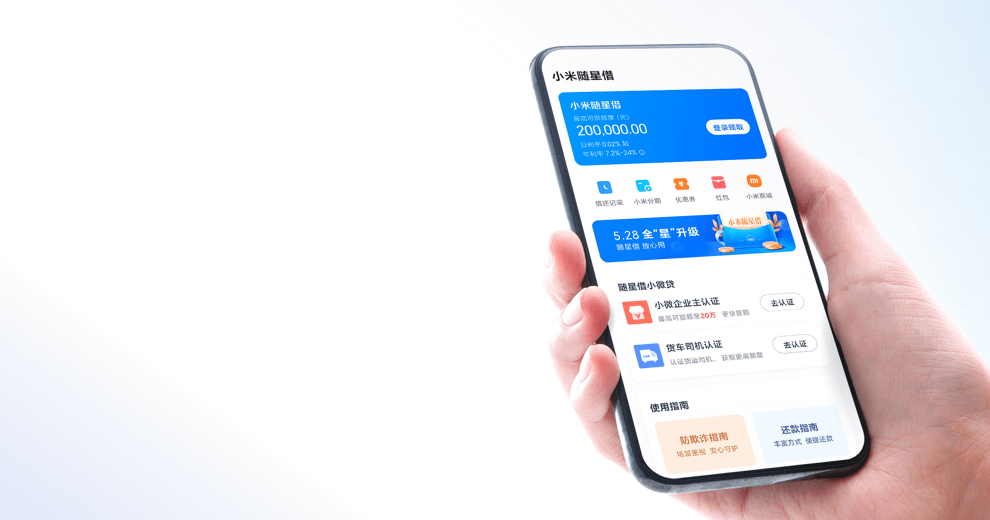 小米随星借
小米随星借
最高可借额度（元）
200,000.00
登录领取
日利率0.02% 起
年利率 7.2%~24%
借还记录
小米分期
优惠券
红包
小米商城
5.28 全“星”升级
随星借 放心用
小米随星借
随星借小微贷
小微企业主认证
最高可提额至20万 更快提额
去认证
货车司机认证
认证货运司机，获取更高额度
去认证
使用指南
防欺诈指南
场景重视 安心守护
还款指南
丰富方式 便捷还款